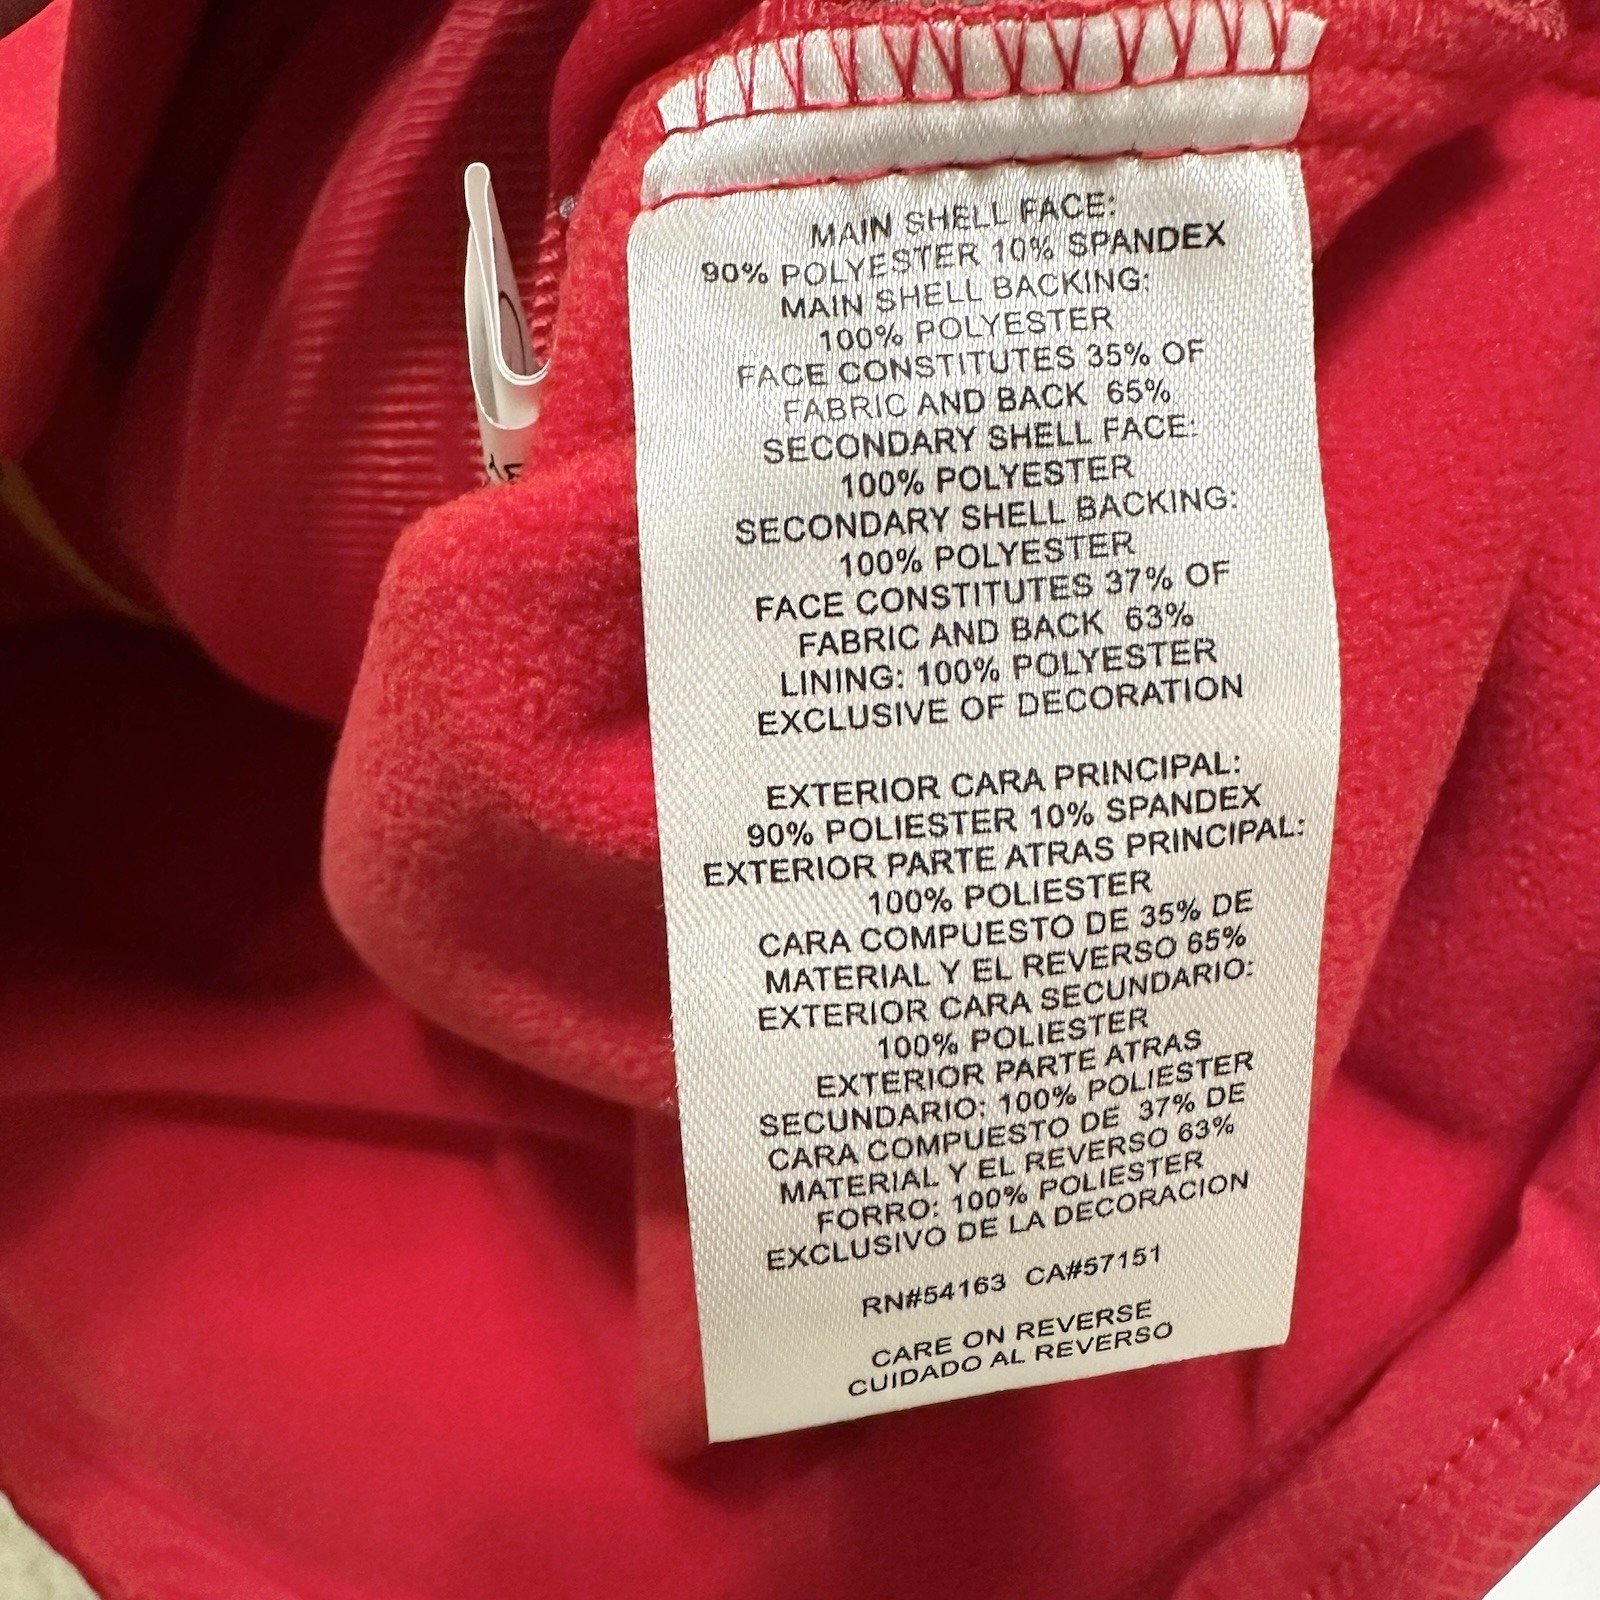 MAIN SHELL FACE:
90% POLYESTER 10% SPANDEX
MAIN SHELL BACKING:
100% POLYESTER
FACE CONSTITUTES 35% OF
FABRIC AND BACK 65%
SECONDARY SHELL FACE:
100% POLYESTER
SECONDARY SHELL BACKING:
100% POLYESTER
FACE CONSTITUTES 37% OF
FABRIC AND BACK 63%
LINING: 100% POLYESTER
EXCLUSIVE OF DECORATION
EXTERIOR CARA PRINCIPAL:
90% POLIESTER 10% SPANDEX
EXTERIOR PARTE ATRAS PRINCIPAL:
100% POLIESTER
CARA COMPUESTO DE 35% DE
MATERIAL Y EL REVERSO 65%
EXTERIOR CARA SECUNDARIO:
100% POLIESTER
EXTERIOR PARTE ATRAS
SECUNDARIO: 100% POLIESTER
CARA COMPUESTO DE 37% DE
MATERIAL Y EL REVERSO 63%
FORRO: 100% POLIESTER
EXCLUSIVO DE LA DECORACION
RN#54163 CA#57151
CARE ON REVERSE
CUIDADO AL REVERSO